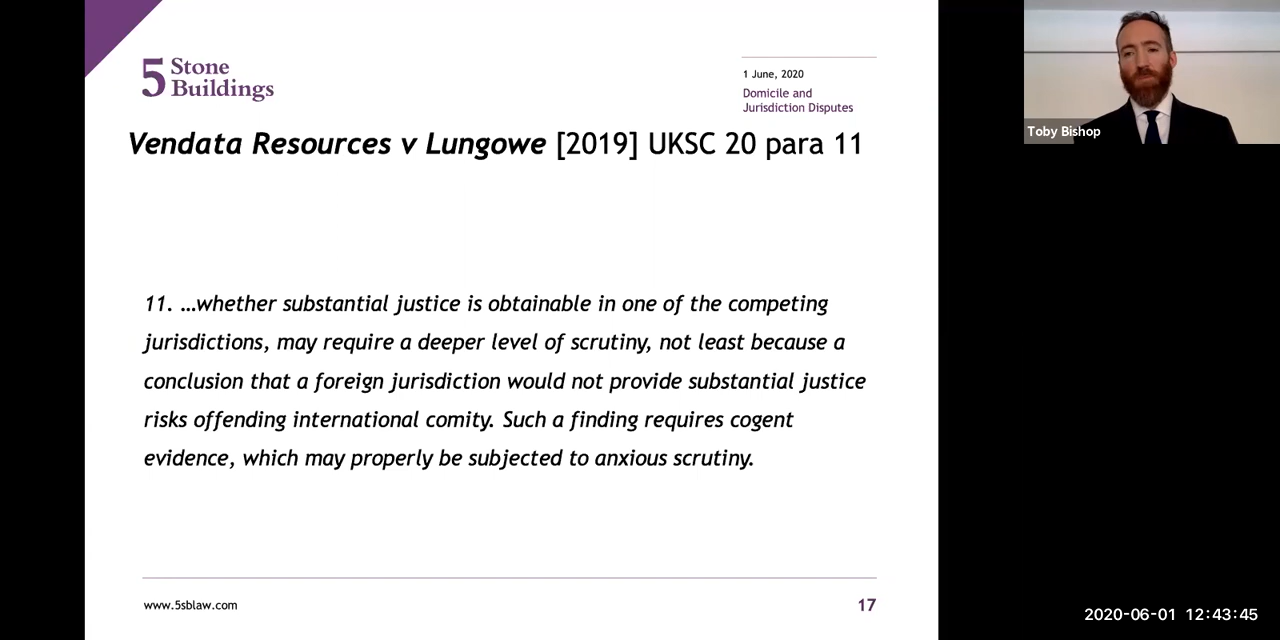 5 Stone
Buildings
1 June, 2020
Domicile and
Jurisdiction Disputes
Vendata Resources v Lungowe [2019] UKSC 20 para 11
11. …whether substantial justice is obtainable in one of the competing
jurisdictions, may require a deeper level of scrutiny, not least because a
conclusion that a foreign jurisdiction would not provide substantial justice
risks offending international comity. Such a finding requires cogent
evidence, which may properly be subjected to anxious scrutiny.
www.5sblaw.com
17
Toby Bishop
2020-06-01 12:43:45